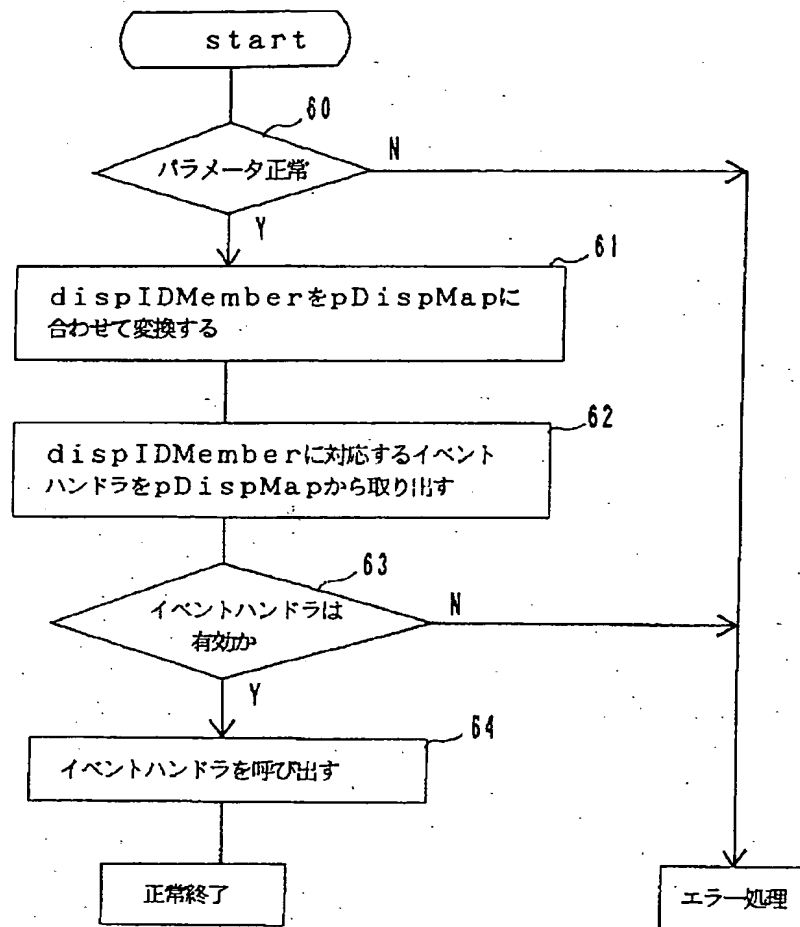 start
60
パラメータ正常
N
Y
61
dispIDMemberをpDispMapに
合わせて変換する
62
dispIDMemberに対応するイベント
ハンドラをpDispMapから取り出す
63
イベントハンドラは
有効か
N
Y
64
イベントハンドラを呼び出す
正常終了
エラー処理